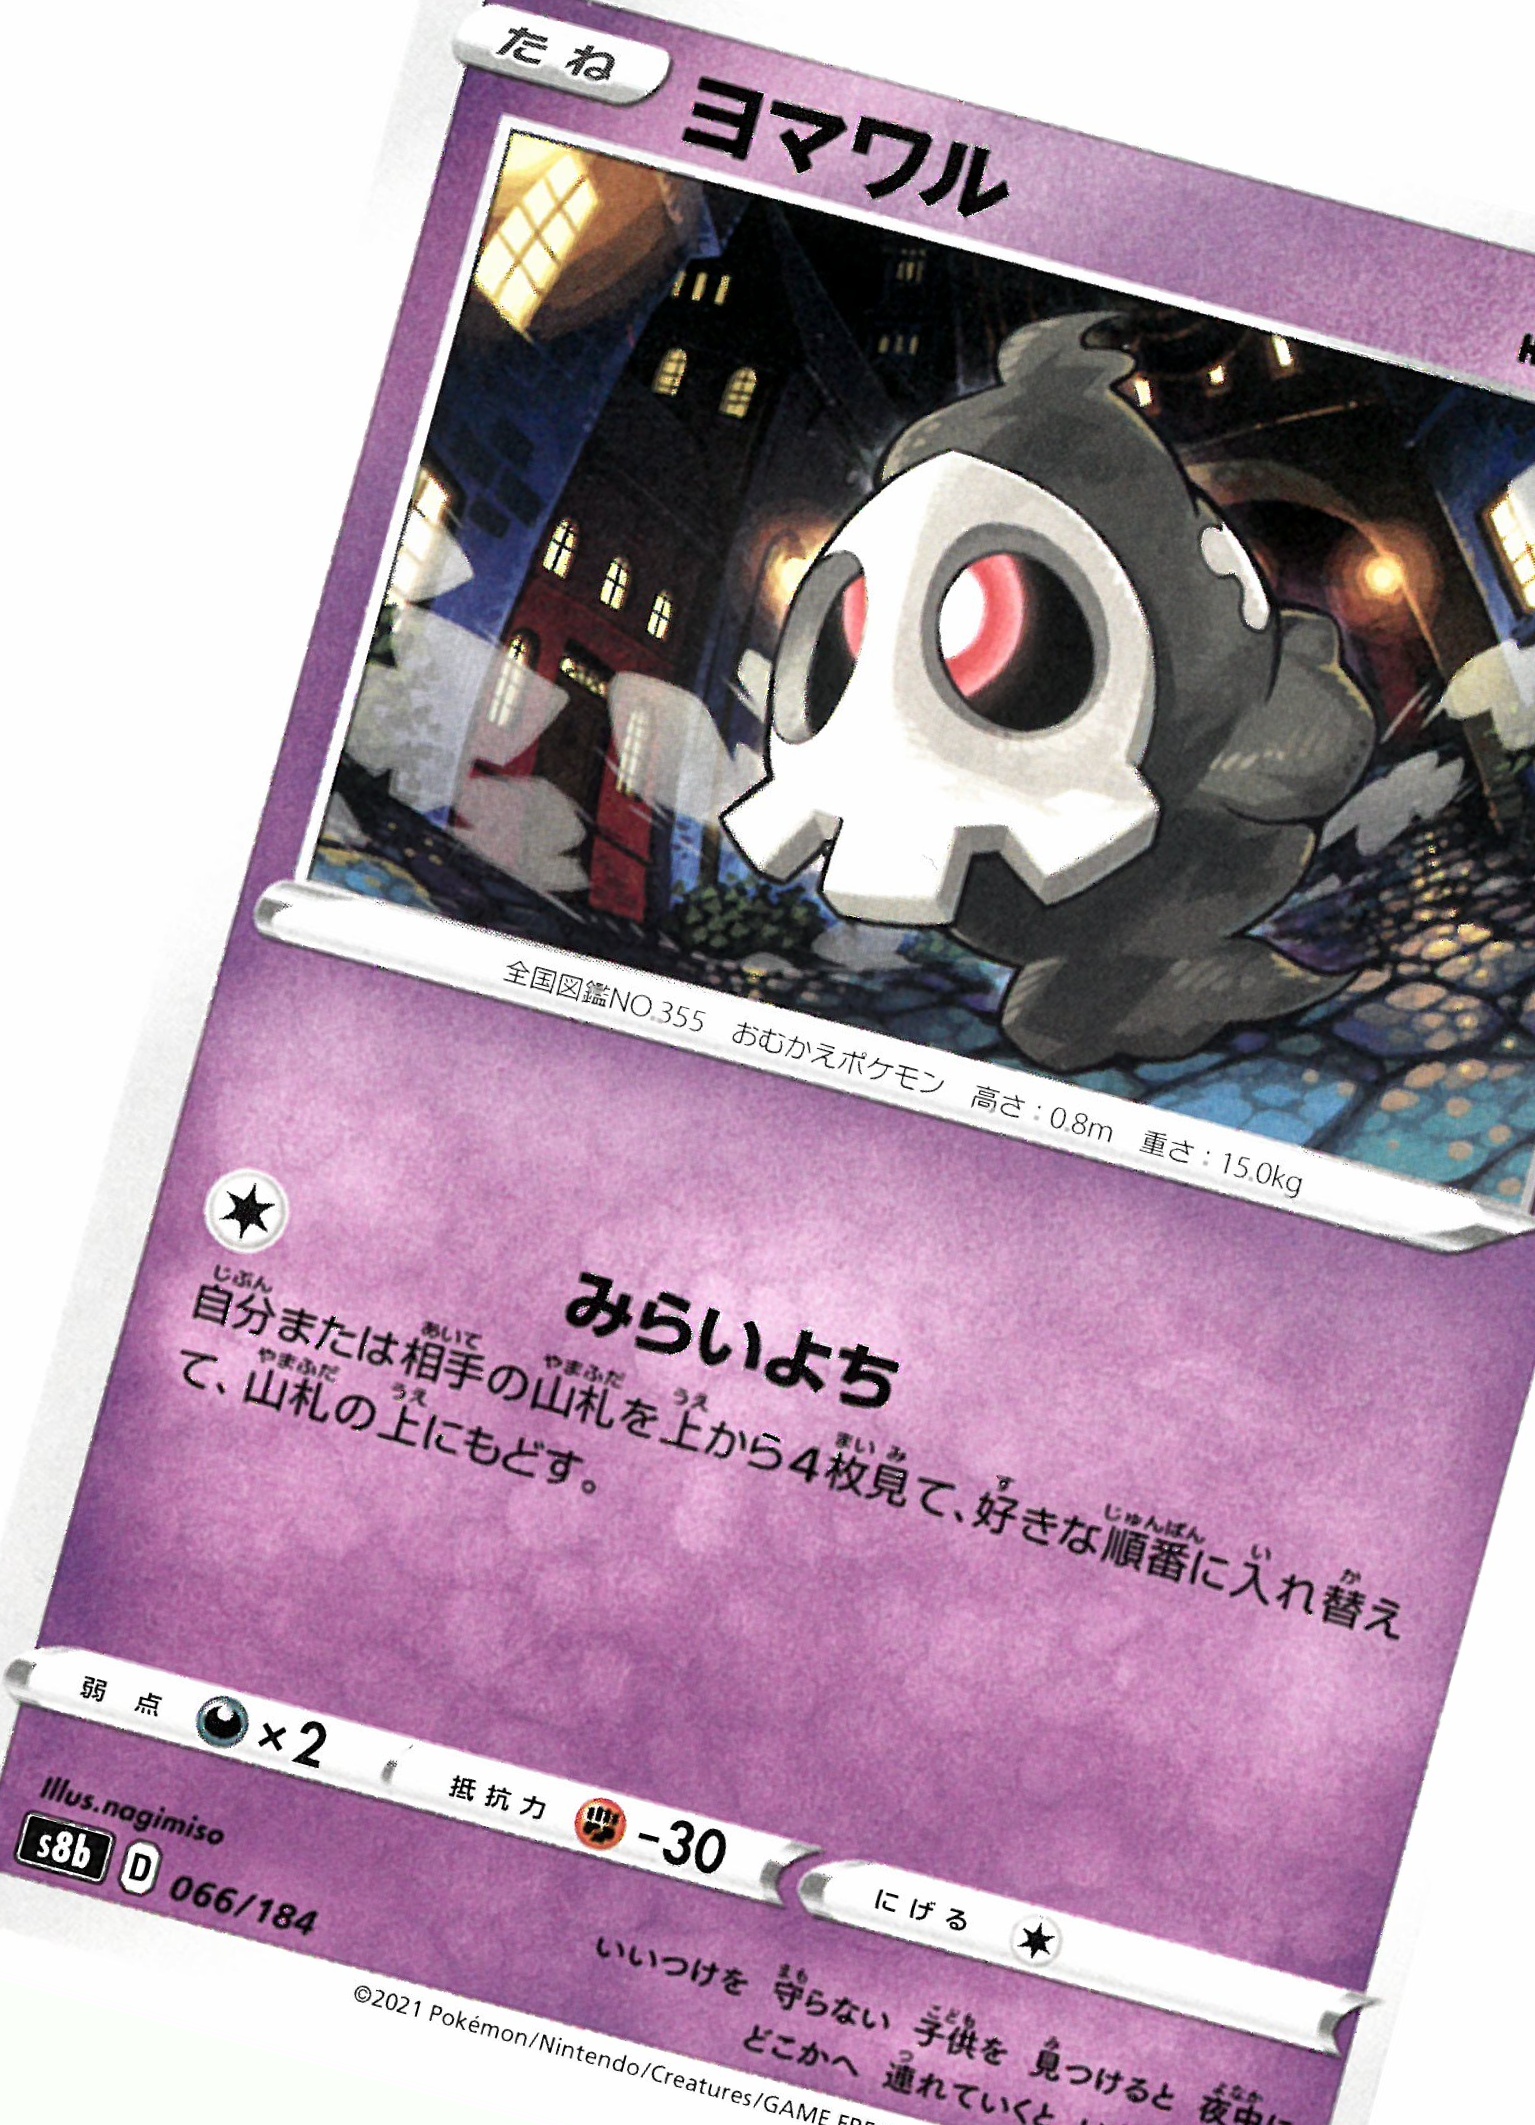 たね
ヨマワル
全国図鑑NO.355 おむかえポケモン 高さ：0.8m 重さ：15.0kg
みらいよち
自分または相手の山札を上から4枚見て、好きな順番に入れ替え
て、山札の上にもどす。
弱点 ×2 抵抗力 -30 にげる
Illus.nagimiso
s8b D 066/184
いいつけを 守らない 子供を 見つけると 夜中に
どこかへ 連れていくと
©2021 Pokémon/Nintendo/Creatures/GAME